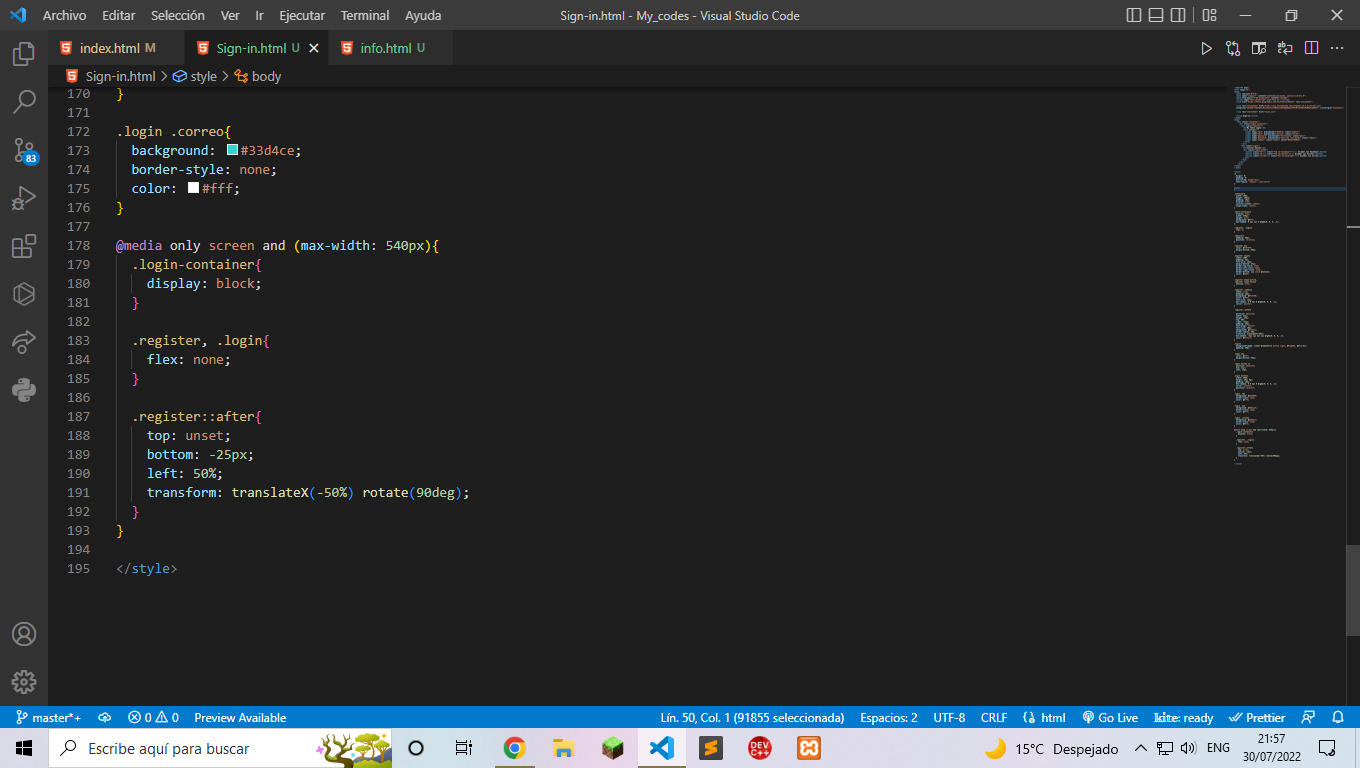 Archivo Editar Selección Ver Ir Ejecutar Terminal Ayuda Sign-in.html - My_codes - Visual Studio Code
index.html M Sign-in.html U info.html U
Sign-in.html > style > body
170 }
171
172 .login .correo{
173 background: #33d4ce;
174 border-style: none;
175 color: #fff;
176 }
177
178 @media only screen and (max-width: 540px){
179 .login-container{
180 display: block;
181 }
182
183 .register, .login{
184 flex: none;
185 }
186
187 .register::after{
188 top: unset;
189 bottom: -25px;
190 left: 50%;
191 transform: translateX(-50%) rotate(90deg);
192 }
193 }
194
195 </style>
83
master*+ 0 0 Preview Available Lín. 50, Col. 1 (91855 seleccionada) Espacios: 2 UTF-8 CRLF html Go Live kite: ready Prettier
Escribe aquí para buscar DEV C++ 15°C Despejado ENG 21:57
30/07/2022